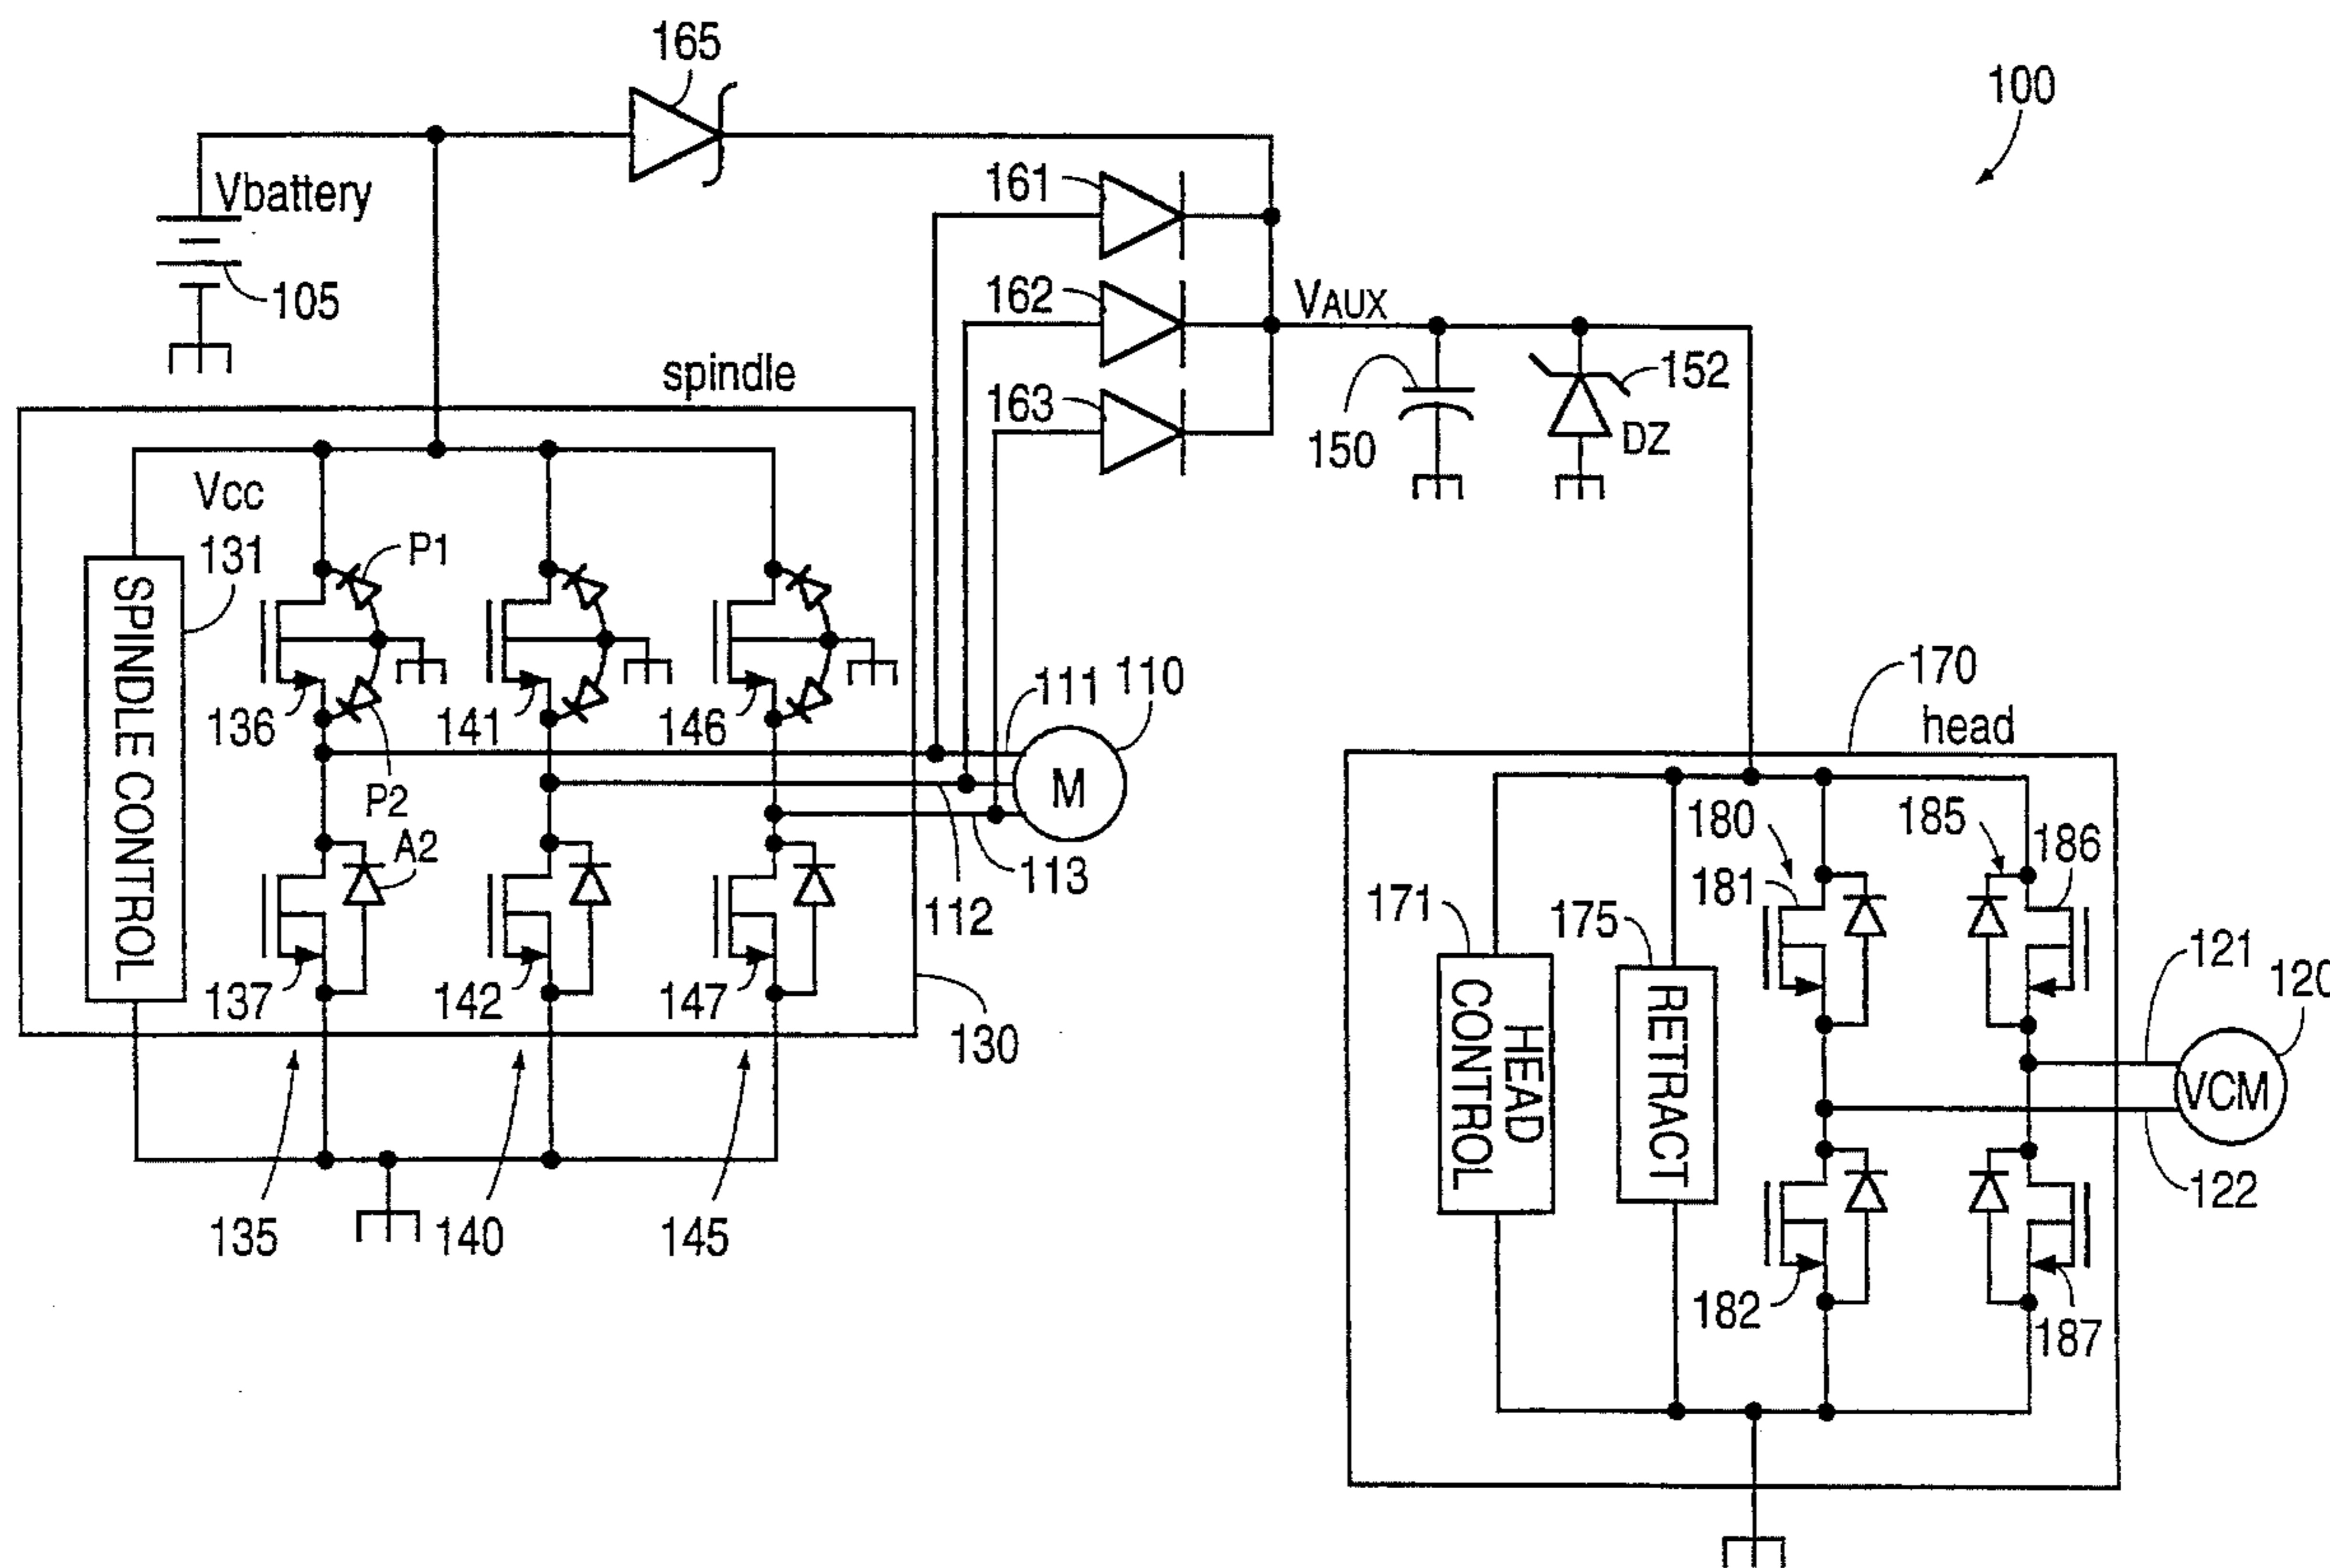 165
100
Vbattery
161
105
162
VAUX
spindle
163
152
150
DZ
Vcc
131
P1
SPINDLE CONTROL
136
141
146
111
110
M
P2
A2
113
112
137
142
147
130
135
140
145
170
head
180
185
186
181
171
175
121
120
HEAD CONTROL
RETRACT
VCM
122
182
187